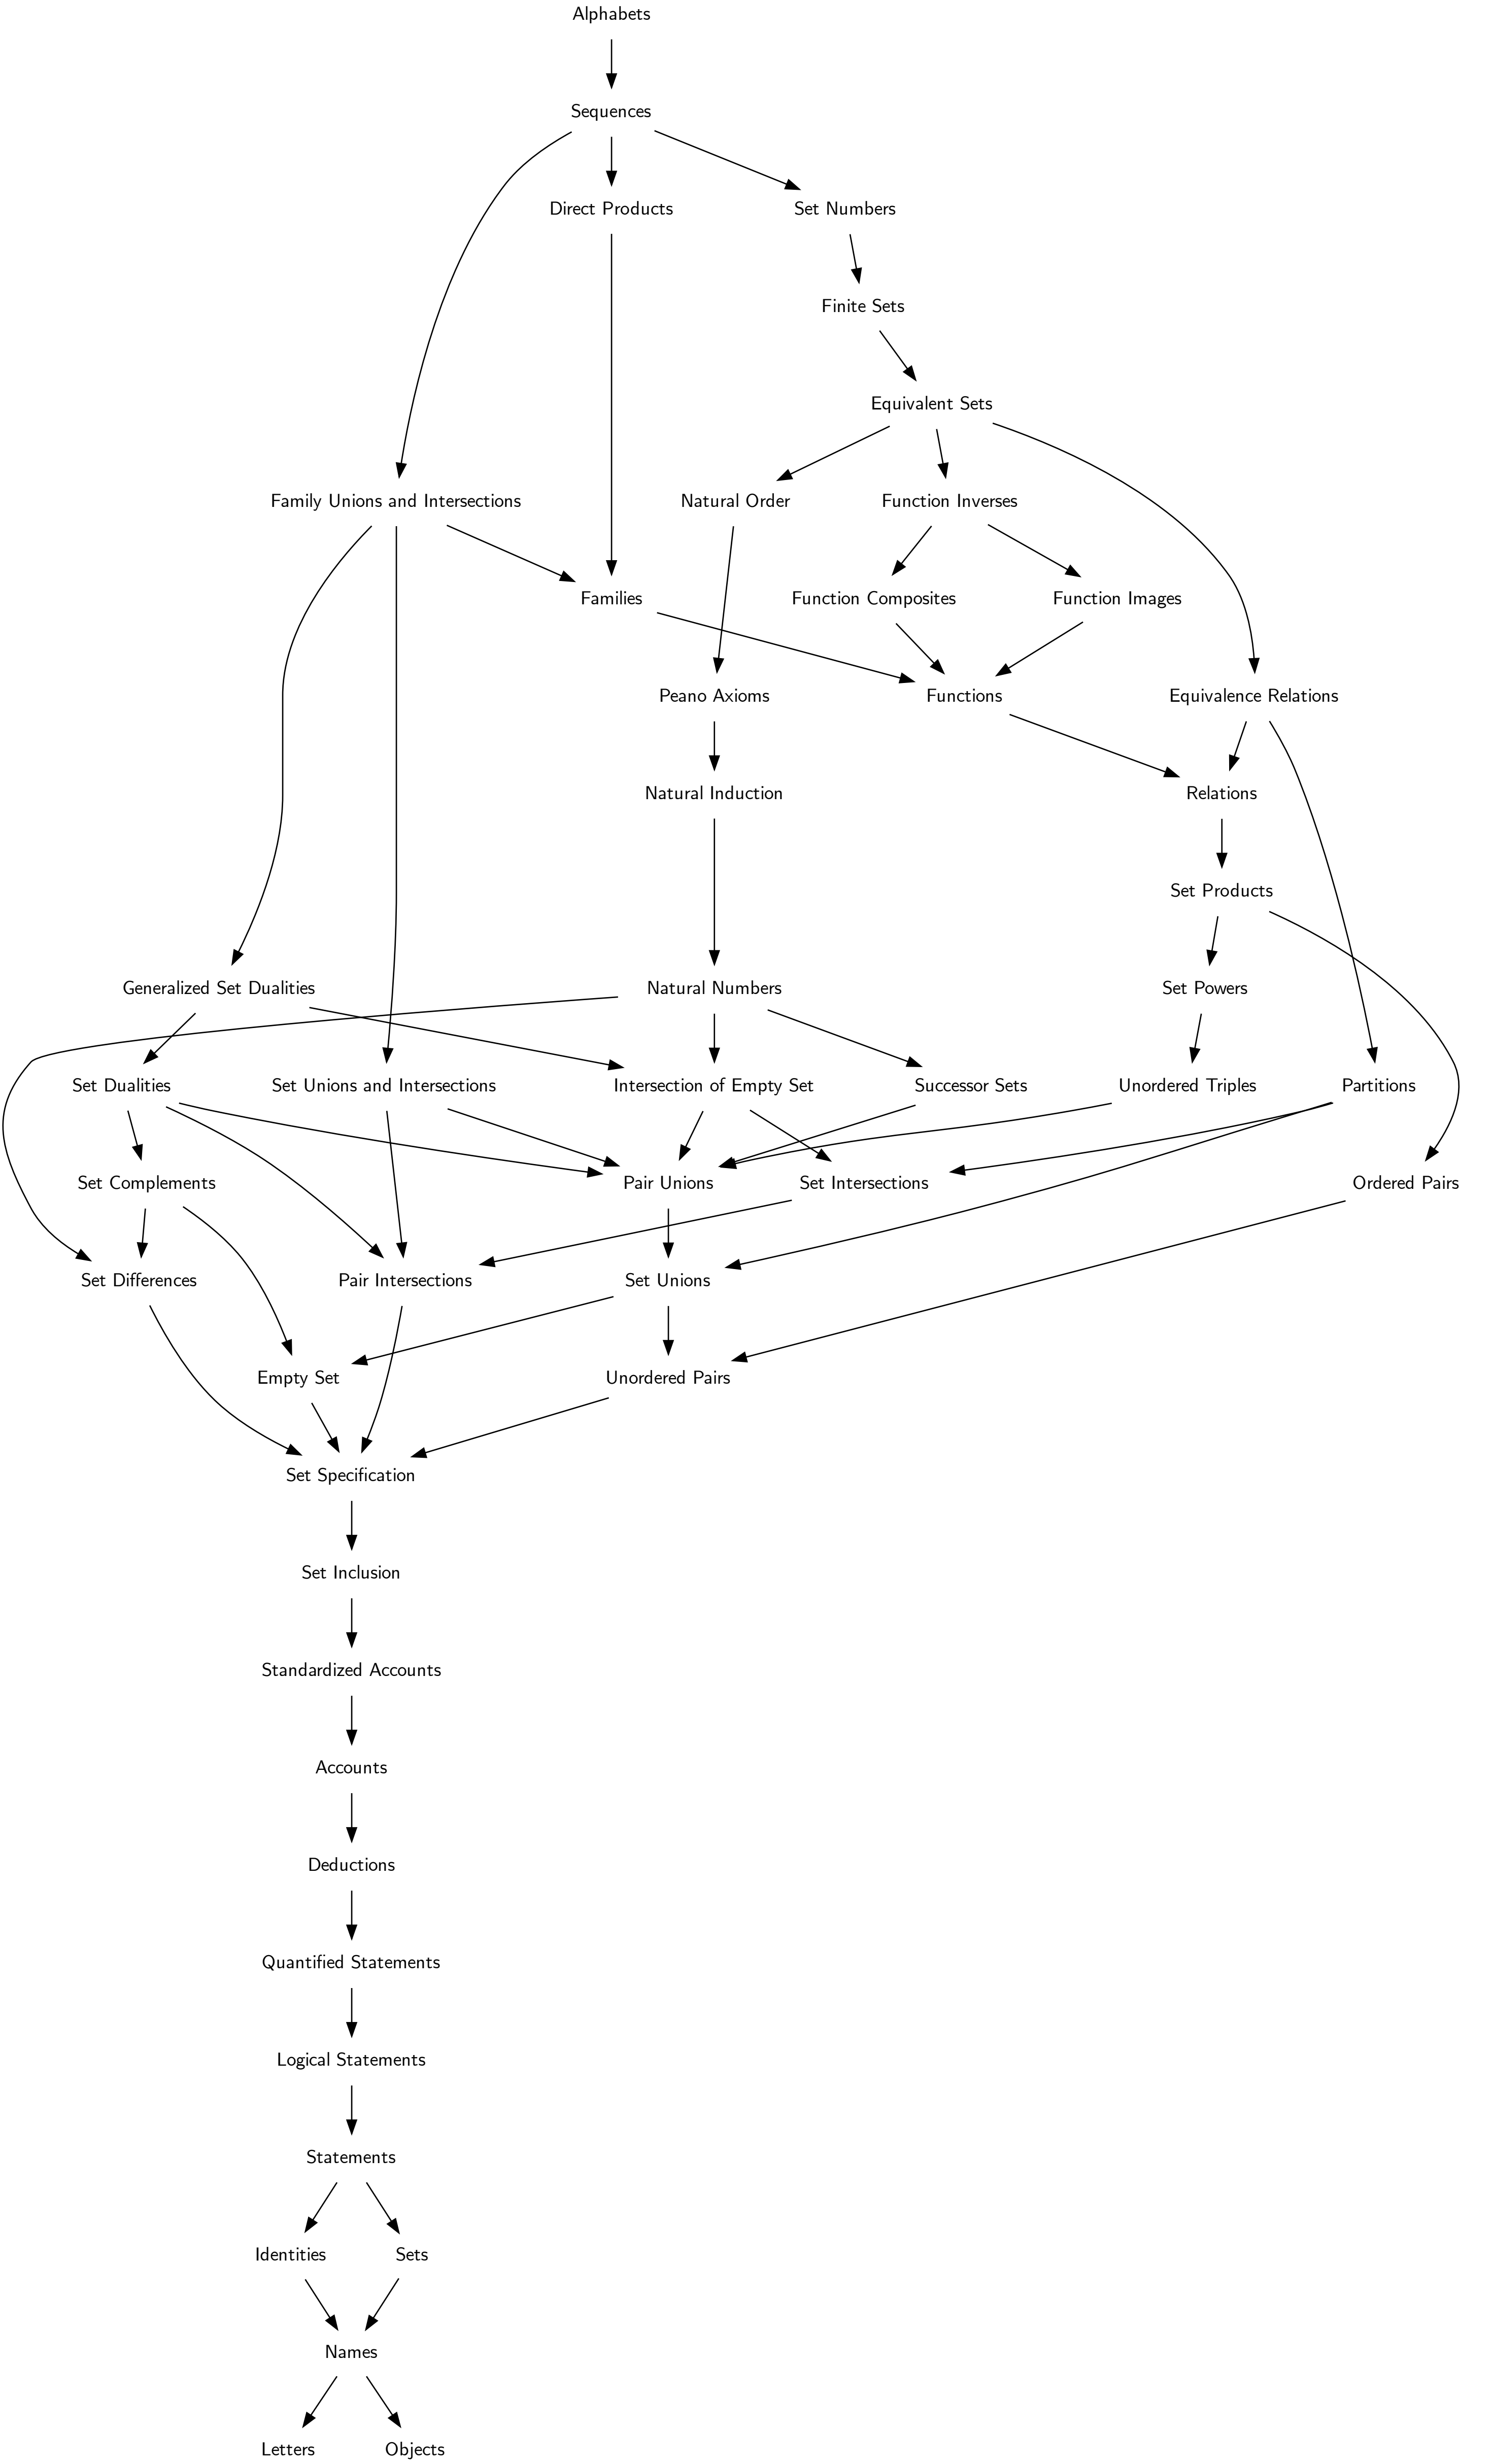 Alphabets
Sequences
Direct Products
Set Numbers
Finite Sets
Equivalent Sets
Family Unions and Intersections
Natural Order
Function Inverses
Families
Function Composites
Function Images
Peano Axioms
Functions
Equivalence Relations
Natural Induction
Relations
Set Products
Generalized Set Dualities
Natural Numbers
Set Powers
Set Dualities
Set Unions and Intersections
Intersection of Empty Set
Successor Sets
Unordered Triples
Partitions
Set Complements
Pair Unions
Set Intersections
Ordered Pairs
Set Differences
Pair Intersections
Set Unions
Empty Set
Unordered Pairs
Set Specification
Set Inclusion
Standardized Accounts
Accounts
Deductions
Quantified Statements
Logical Statements
Statements
Identities
Sets
Names
Letters
Objects